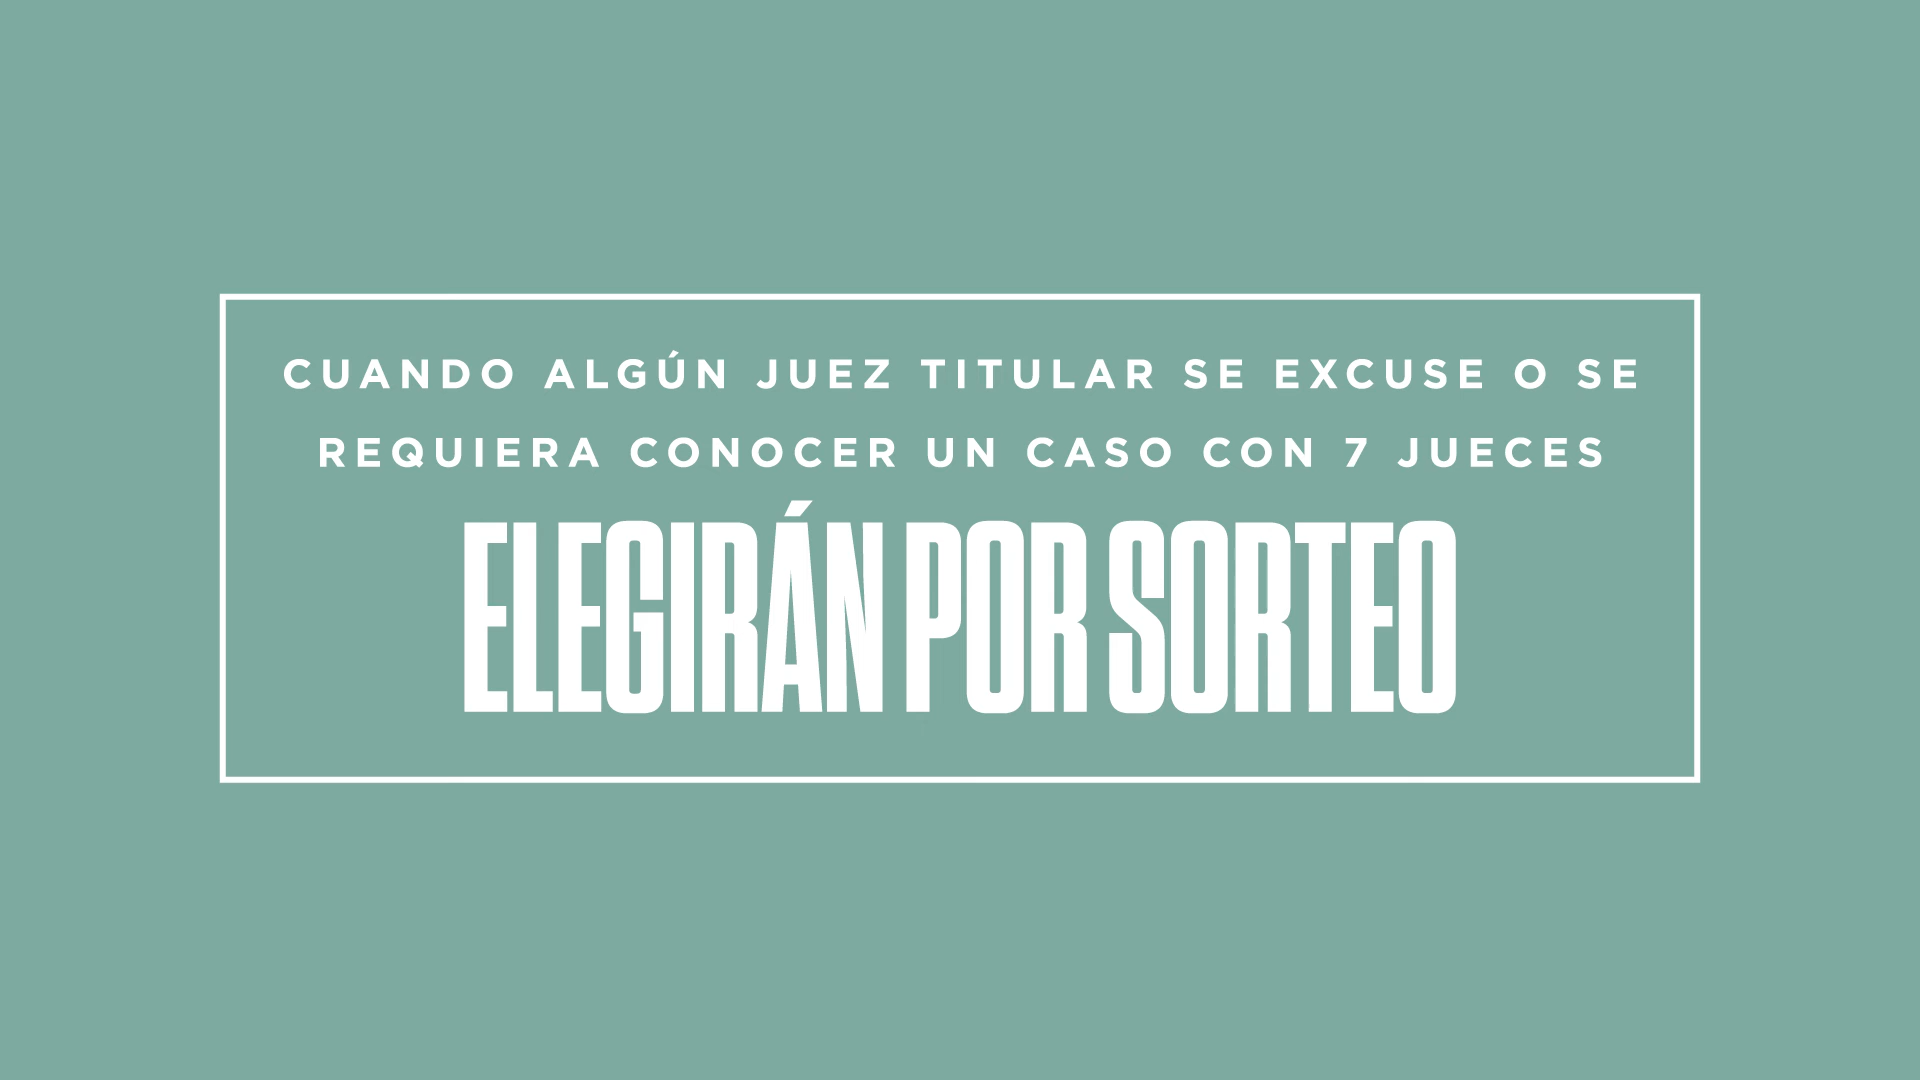 CUANDO ALGÚN JUEZ TITULAR SE EXCUSE O SE
REQUIERA CONOCER UN CASO CON 7 JUECES
ELEGIRÁN POR SORTEO